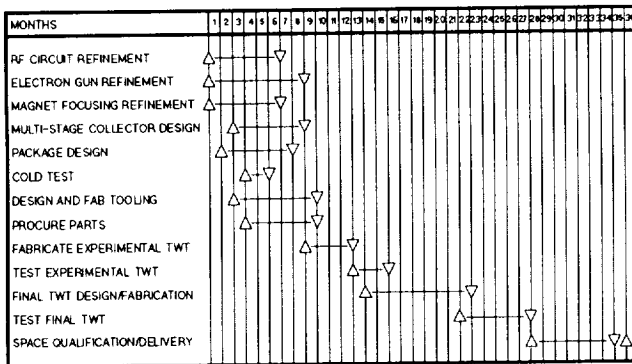 MONTHS 1 2 3 4 5 6 7 8 9 10 11 12 13 14 15 16 17 18 19 20 21 22 23 24 25 26 27 28 29 30 31 32 33 34 35 36
RF CIRCUIT REFINEMENT
ELECTRON GUN REFINEMENT
MAGNET FOCUSING REFINEMENT
MULTI-STAGE COLLECTOR DESIGN
PACKAGE DESIGN
COLD TEST
DESIGN AND FAB TOOLING
PROCURE PARTS
FABRICATE EXPERIMENTAL TWT
TEST EXPERIMENTAL TWT
FINAL TWT DESIGN/FABRICATION
TEST FINAL TWT
SPACE QUALIFICATION/DELIVERY